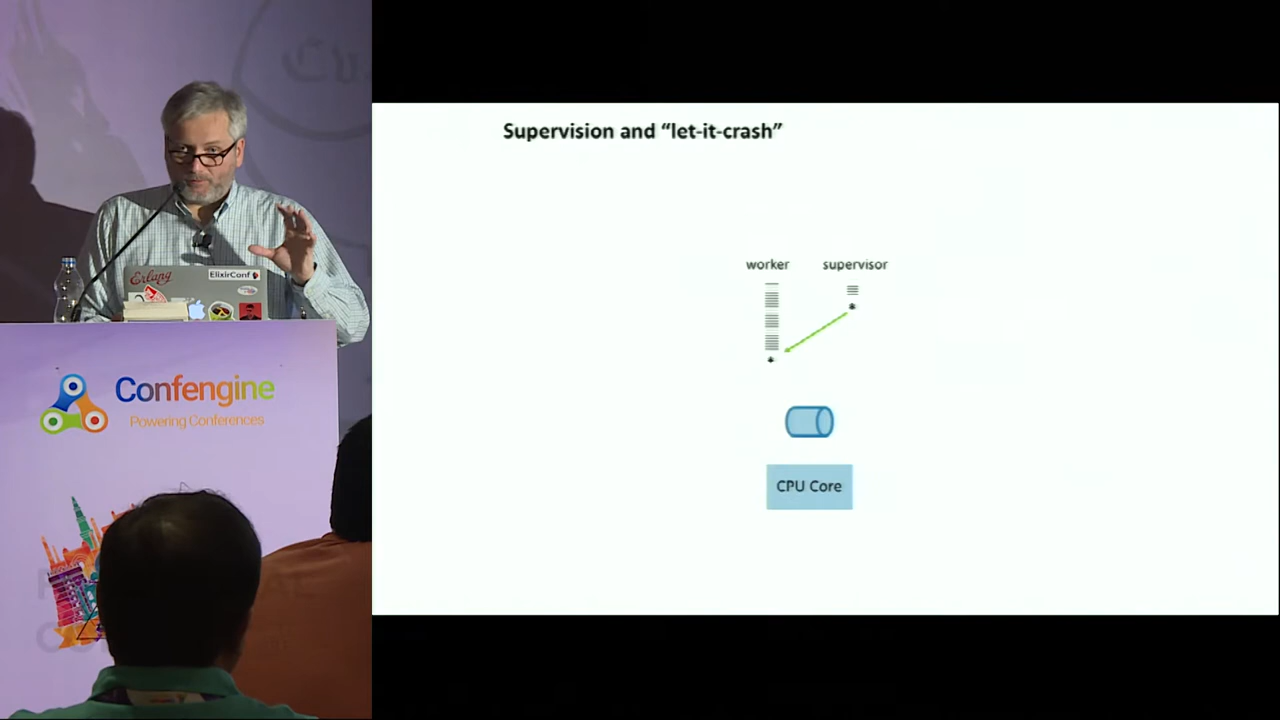 Supervision and “let-it-crash”
worker supervisor
CPU Core
Erlang
ElixirConf
Confengine
Powering Conferences